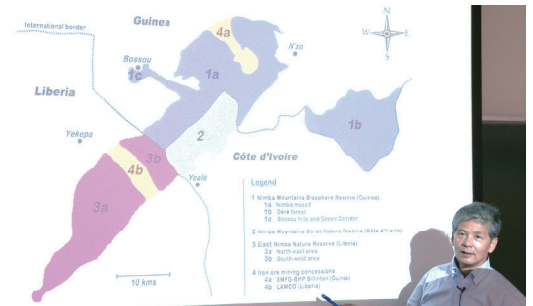 International border
Guinea
N
W E
S
4a
N'zo
Bossou
1c
1a
Liberia
1b
Yekepa
2
3b
Côte d'Ivoire
4b
Yealé
3a
10 kms
Legend
1 Nimba Mountains Biosphere Reserve (Guinea)
1a Nimba massif
1b Déré forest
1c Bossou hills and Green Corridor
2 Nimba Mountains Strict Nature Reserve (Côte d'Ivoire)
3 East Nimba Nature Reserve (Liberia)
3a North-east area
3b South-west area
4 Iron ore mining concessions
4a SMFG-BHP Billinton (Guinea)
4b LAMCO (Liberia)